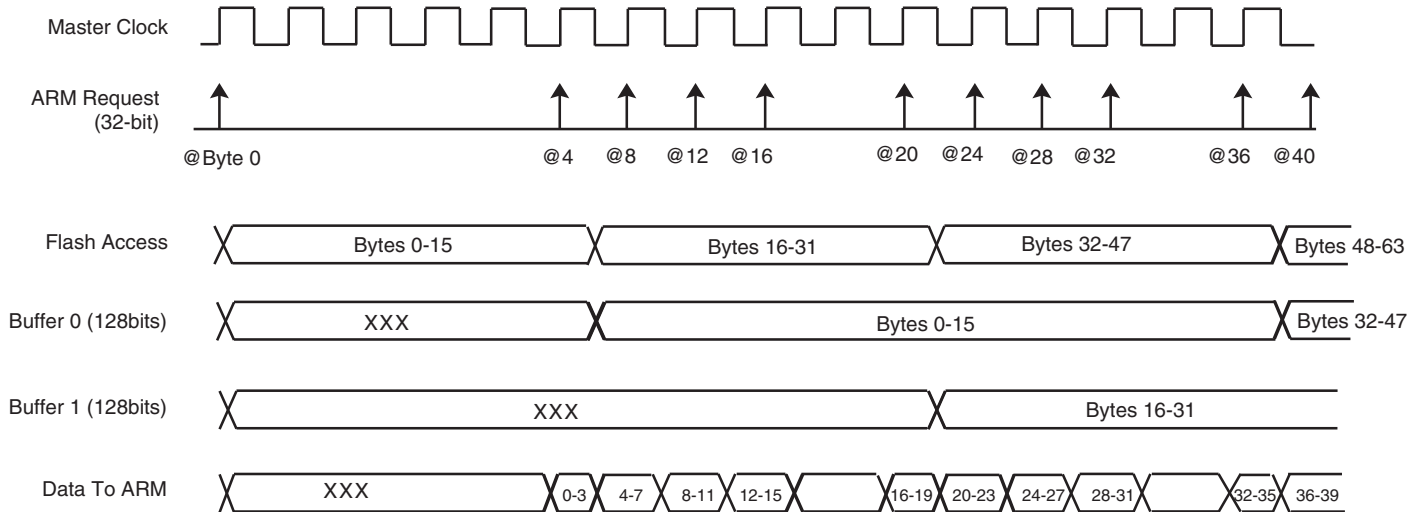 Master Clock
ARM Request
(32-bit)
@Byte 0 @4 @8 @12 @16 @20 @24 @28 @32 @36 @40
Flash Access Bytes 0-15 Bytes 16-31 Bytes 32-47 Bytes 48-63
Buffer 0 (128bits) XXX Bytes 0-15 Bytes 32-47
Buffer 1 (128bits) XXX Bytes 16-31
Data To ARM XXX 0-3 4-7 8-11 12-15 16-19 20-23 24-27 28-31 32-35 36-39